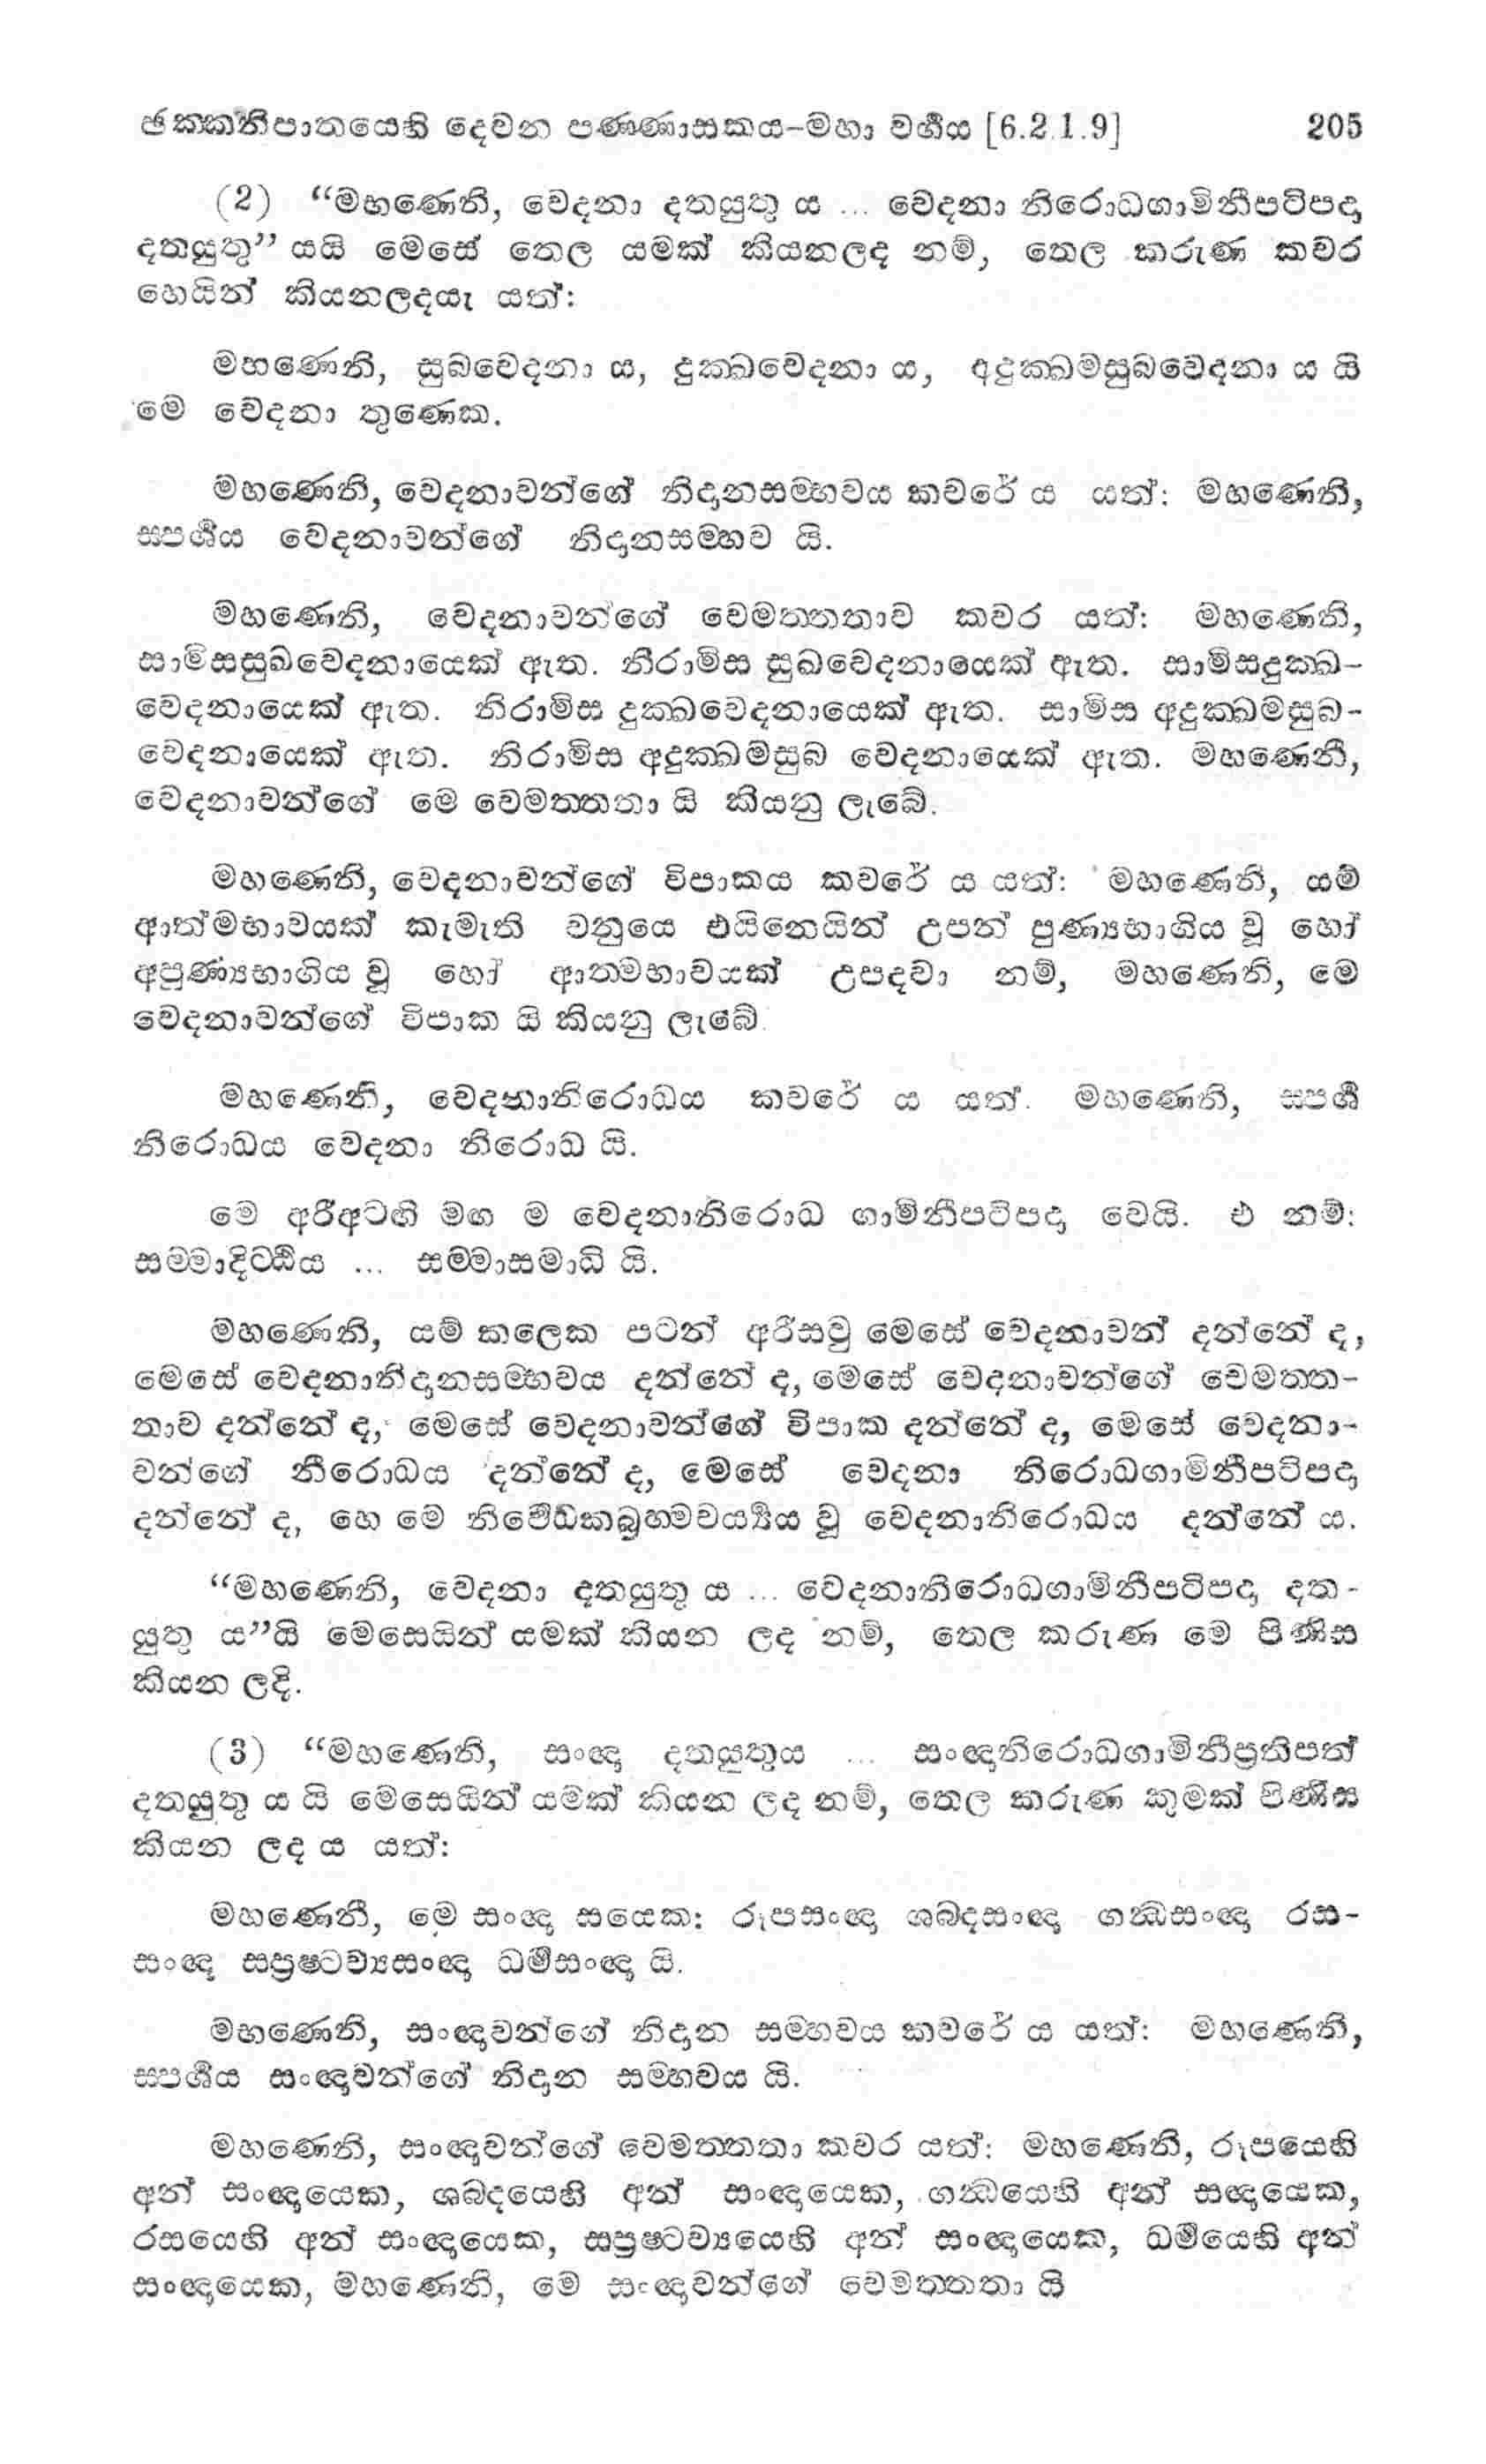 ඡක්කනිපාතයෙහි දෙවන පණ්ණාසකය-මහා වර්‍ගය [6.2.1.9] 205
(2) “මහණෙනි, වෙදනා දතයුතු ය ... වෙදනා නිරොධගාමිනීපටිපදා
දතයුතු” යයි මෙසේ තෙල යමක් කියනලද නම්, තෙල කරුණ කවර
හෙයින් කියනලදයැ යත්:
මහණෙනි, සුඛවෙදනා ය, දුක්ඛවෙදනා ය, අදුක්ඛමසුඛවෙදනා ය යි
මෙ වෙදනා තුණෙක.
මහණෙනි, වෙදනාවන්ගේ නිදානසම්භවය කවරේ ය යත්: මහණෙනි,
ස්පර්‍ශය වෙදනාවන්ගේ නිදානසම්භව යි.
මහණෙනි, වෙදනාවන්ගේ වෙමත්තතාව කවර යත්: මහණෙනි,
සාමිසසුඛවෙදනායෙක් ඇත. නිරාමිස සුඛවෙදනායෙක් ඇත. සාමිසදුක්ඛ-
වෙදනායෙක් ඇත. නිරාමිස දුක්ඛවෙදනායෙක් ඇත. සාමිස අදුක්ඛමසුඛ-
වෙදනායෙක් ඇත. නිරාමිස අදුක්ඛමසුඛ වෙදනායෙක් ඇත. මහණෙනි,
වෙදනාවන්ගේ මෙ වෙමත්තතා යි කියනු ලැබේ.
මහණෙනි, වෙදනාවන්ගේ විපාකය කවරේ ය යත්: මහණෙනි, යම්
ආත්මභාවයක් කැමැති වනුයෙ එයිනෙයින් උපන් පුණ්‍යභාගිය වූ හෝ
අපුණ්‍යභාගිය වූ හෝ ආත්මභාවයක් උපදවා නම්, මහණෙනි, මෙ
වෙදනාවන්ගේ විපාක යි කියනු ලැබේ.
මහණෙනි, වෙදනානිරොධය කවරේ ය යත්. මහණෙනි, ස්පර්‍ශ
නිරොධය වෙදනා නිරොධ යි.
මෙ අරිඅටඟි මඟ ම වෙදනානිරොධ ගාමිනීපටිපදා වෙයි. එ නම්:
සම්මාදිට්ඨිය ... සම්මාසමාධි යි.
මහණෙනි, යම් කලෙක පටන් අරිසවු මෙසේ වෙදනාවන් දන්නේ ද,
මෙසේ වෙදනානිදානසම්භවය දන්නේ ද, මෙසේ වෙදනාවන්ගේ වෙමත්ත-
තාව දන්නේ ද, මෙසේ වෙදනාවන්ගේ විපාක දන්නේ ද, මෙසේ වෙදනා-
වන්ගේ නිරොධය දන්නේ ද, මෙසේ වෙදනා නිරොධගාමිනීපටිපදා
දන්නේ ද, හෙ මෙ නිර්‍වෙධිකබ්‍රහ්මචර්‍ය්‍යය වූ වෙදනානිරොධය දන්නේ ය.
“මහණෙනි, වෙදනා දතයුතු ය ... වෙදනානිරොධගාමිනීපටිපදා දත-
යුතු ය”යි මෙසෙයින් යමක් කියන ලද නම්, තෙල කරුණ මෙ පිණිස
කියන ලදි.
(3) “මහණෙනි, සංඥා දතයුතුය ... සංඥානිරොධගාමිනීප්‍රතිපත්
දතයුතු ය යි මෙසෙයින් යමක් කියන ලද නම්, තෙල කරුණ කුමක් පිණිස
කියන ලද ය යත්:
මහණෙනි, මෙ සංඥා සයෙක: රූපසංඥා ශබ්දසංඥා ගන්‍ධසංඥා රස-
සංඥා ස්ප්‍රෂ්ටව්‍යසංඥා ධර්‍මසංඥා යි.
මහණෙනි, සංඥාවන්ගේ නිදාන සම්භවය කවරේ ය යත්: මහණෙනි,
ස්පර්‍ශය සංඥාවන්ගේ නිදාන සම්භවය යි.
මහණෙනි, සංඥාවන්ගේ වෙමත්තතා කවර යත්: මහණෙනි, රූපයෙහි
අන් සංඥායෙක, ශබ්දයෙහි අන් සංඥායෙක, ගන්‍ධයෙහි අන් සඥායෙක,
රසයෙහි අන් සංඥායෙක, ස්ප්‍රෂ්ටව්‍යයෙහි අන් සංඥායෙක, ධර්‍මයෙහි අන්
සංඥායෙක, මහණෙනි, මෙ සංඥාවන්ගේ වෙමත්තතා යි